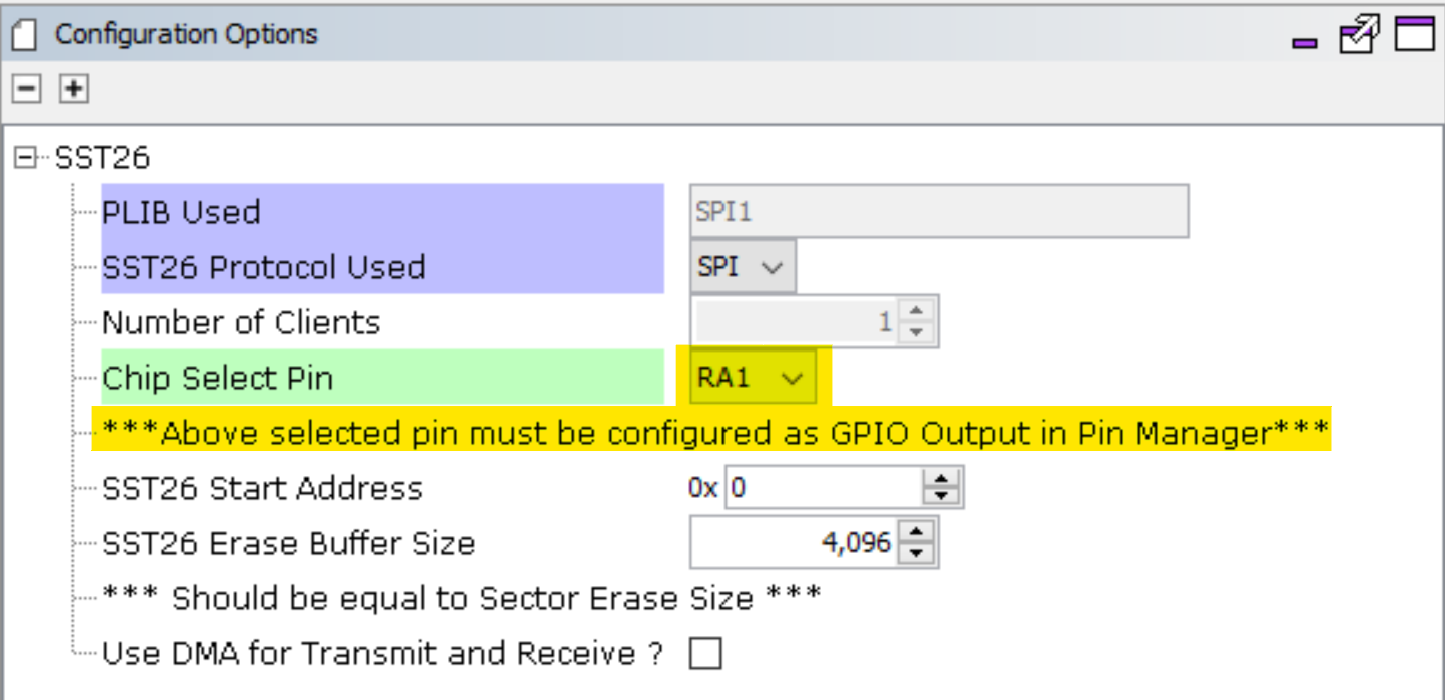 Configuration Options
SST26
PLIB Used SPI1
SST26 Protocol Used SPI
Number of Clients 1
Chip Select Pin RA1
***Above selected pin must be configured as GPIO Output in Pin Manager***
SST26 Start Address 0x 0
SST26 Erase Buffer Size 4,096
*** Should be equal to Sector Erase Size ***
Use DMA for Transmit and Receive ?